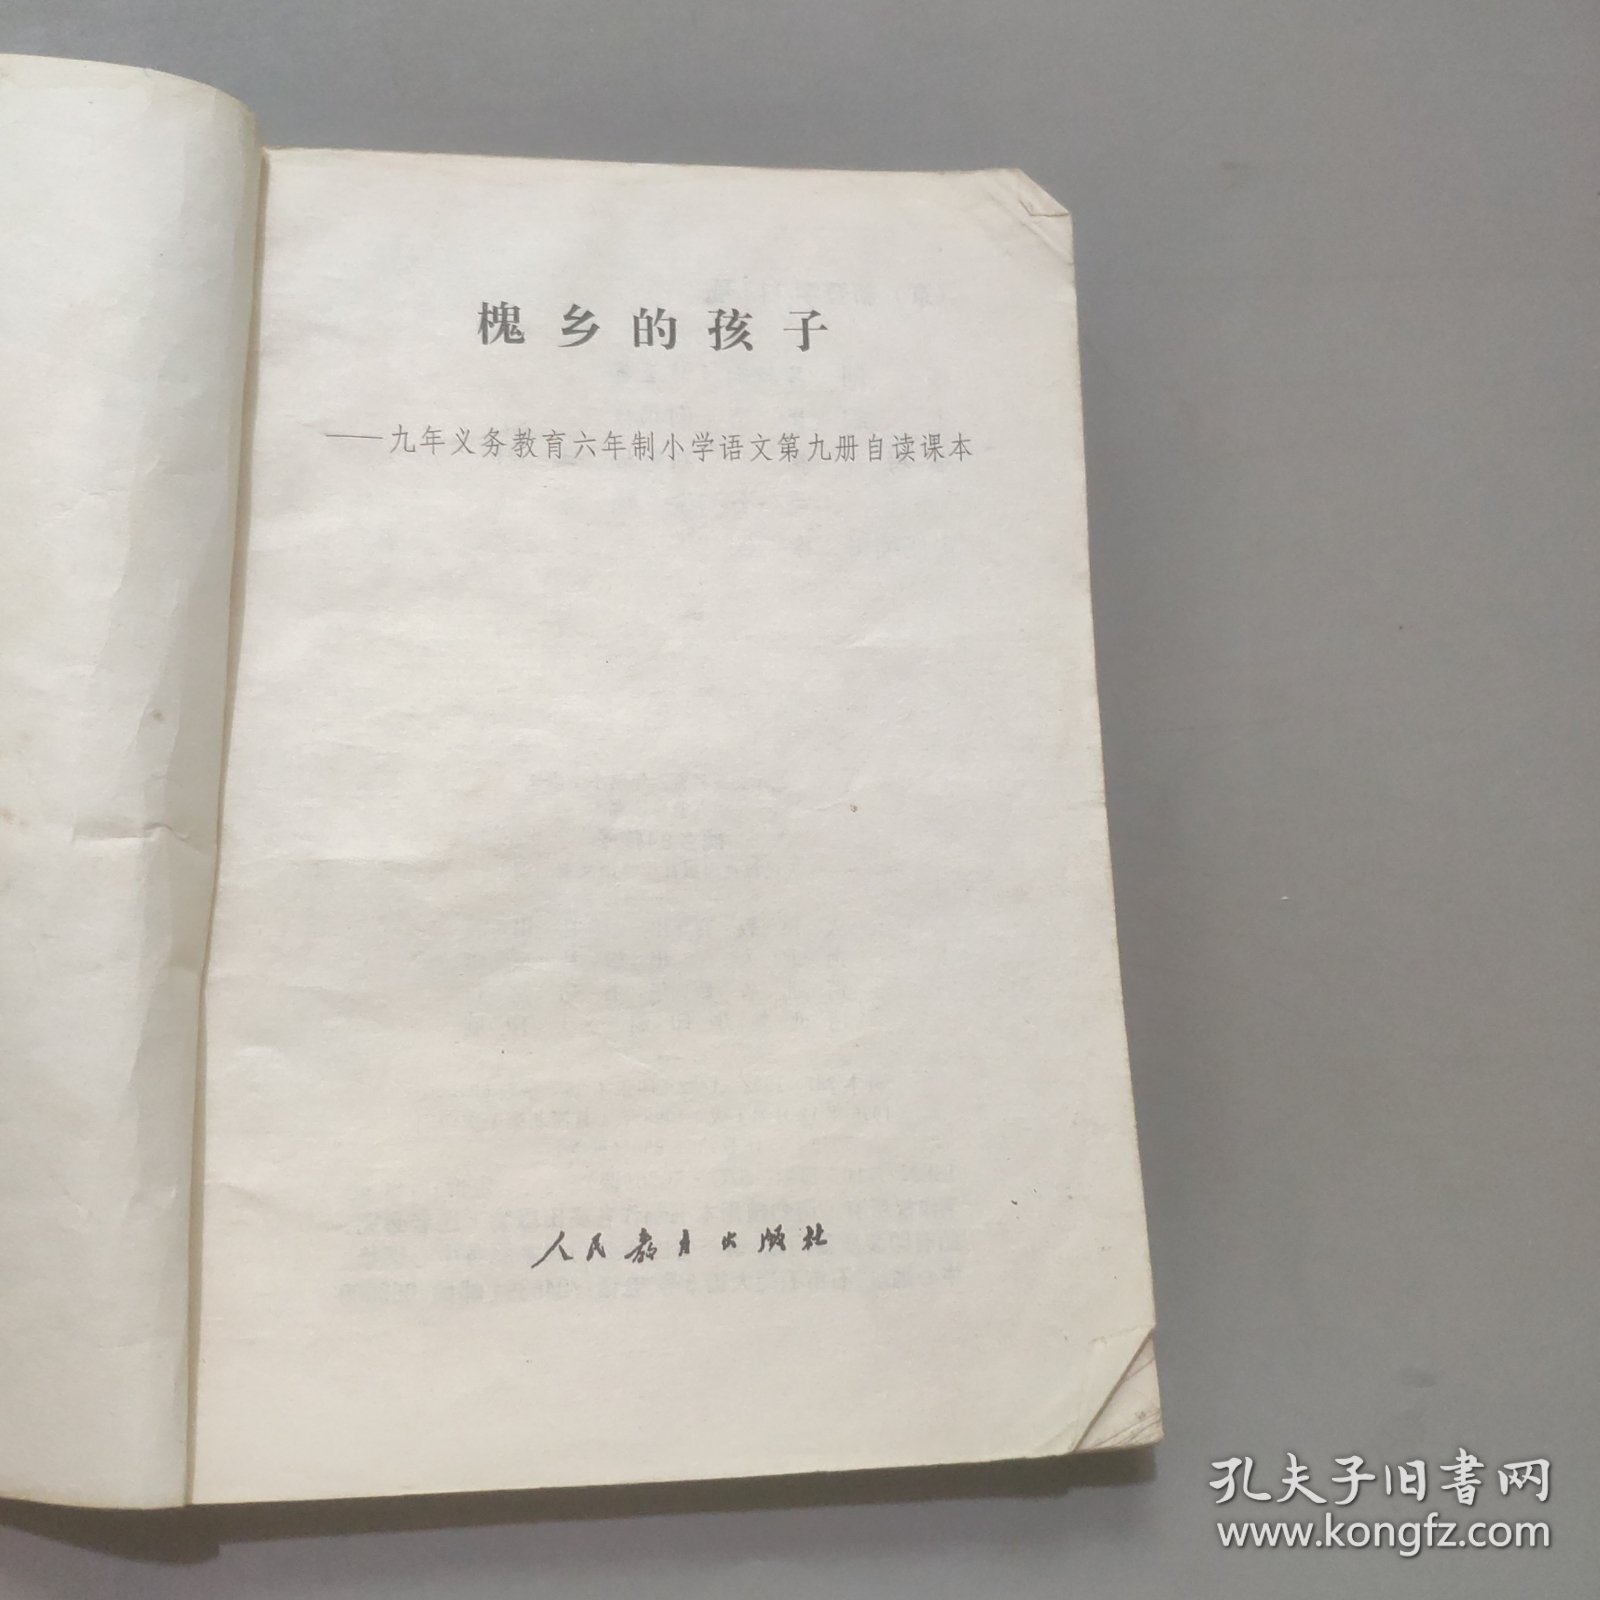 槐乡的孩子
——九年义务教育六年制小学语文第九册自读课本
人民教育出版社
孔夫子旧书网
www.kongfz.com